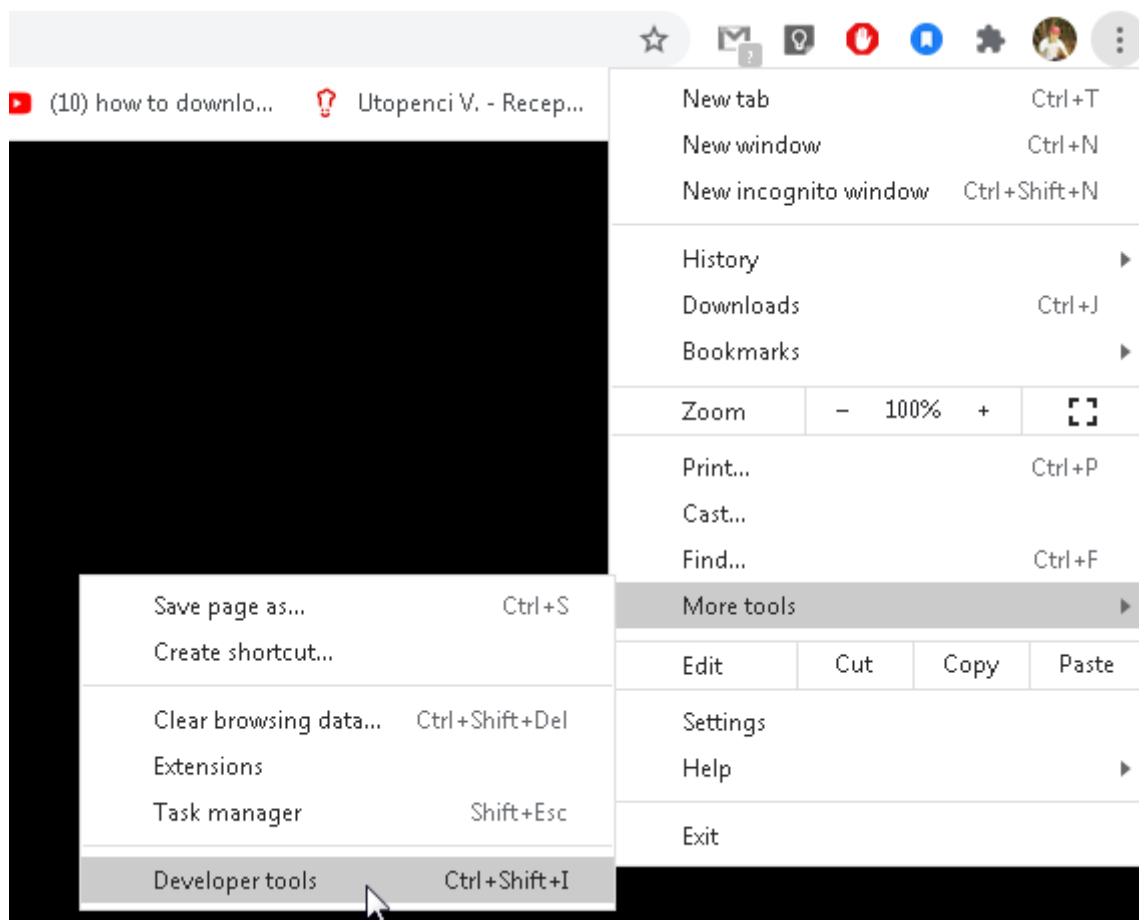 ?
(10) how to downlo...
Utopenci V. - Recep...
New tab Ctrl+T
New window Ctrl+N
New incognito window Ctrl+Shift+N
History
Downloads Ctrl+J
Bookmarks
Zoom – 100% +
Print... Ctrl+P
Cast...
Find... Ctrl+F
More tools
Edit Cut Copy Paste
Settings
Help
Exit
Save page as... Ctrl+S
Create shortcut...
Clear browsing data... Ctrl+Shift+Del
Extensions
Task manager Shift+Esc
Developer tools Ctrl+Shift+I